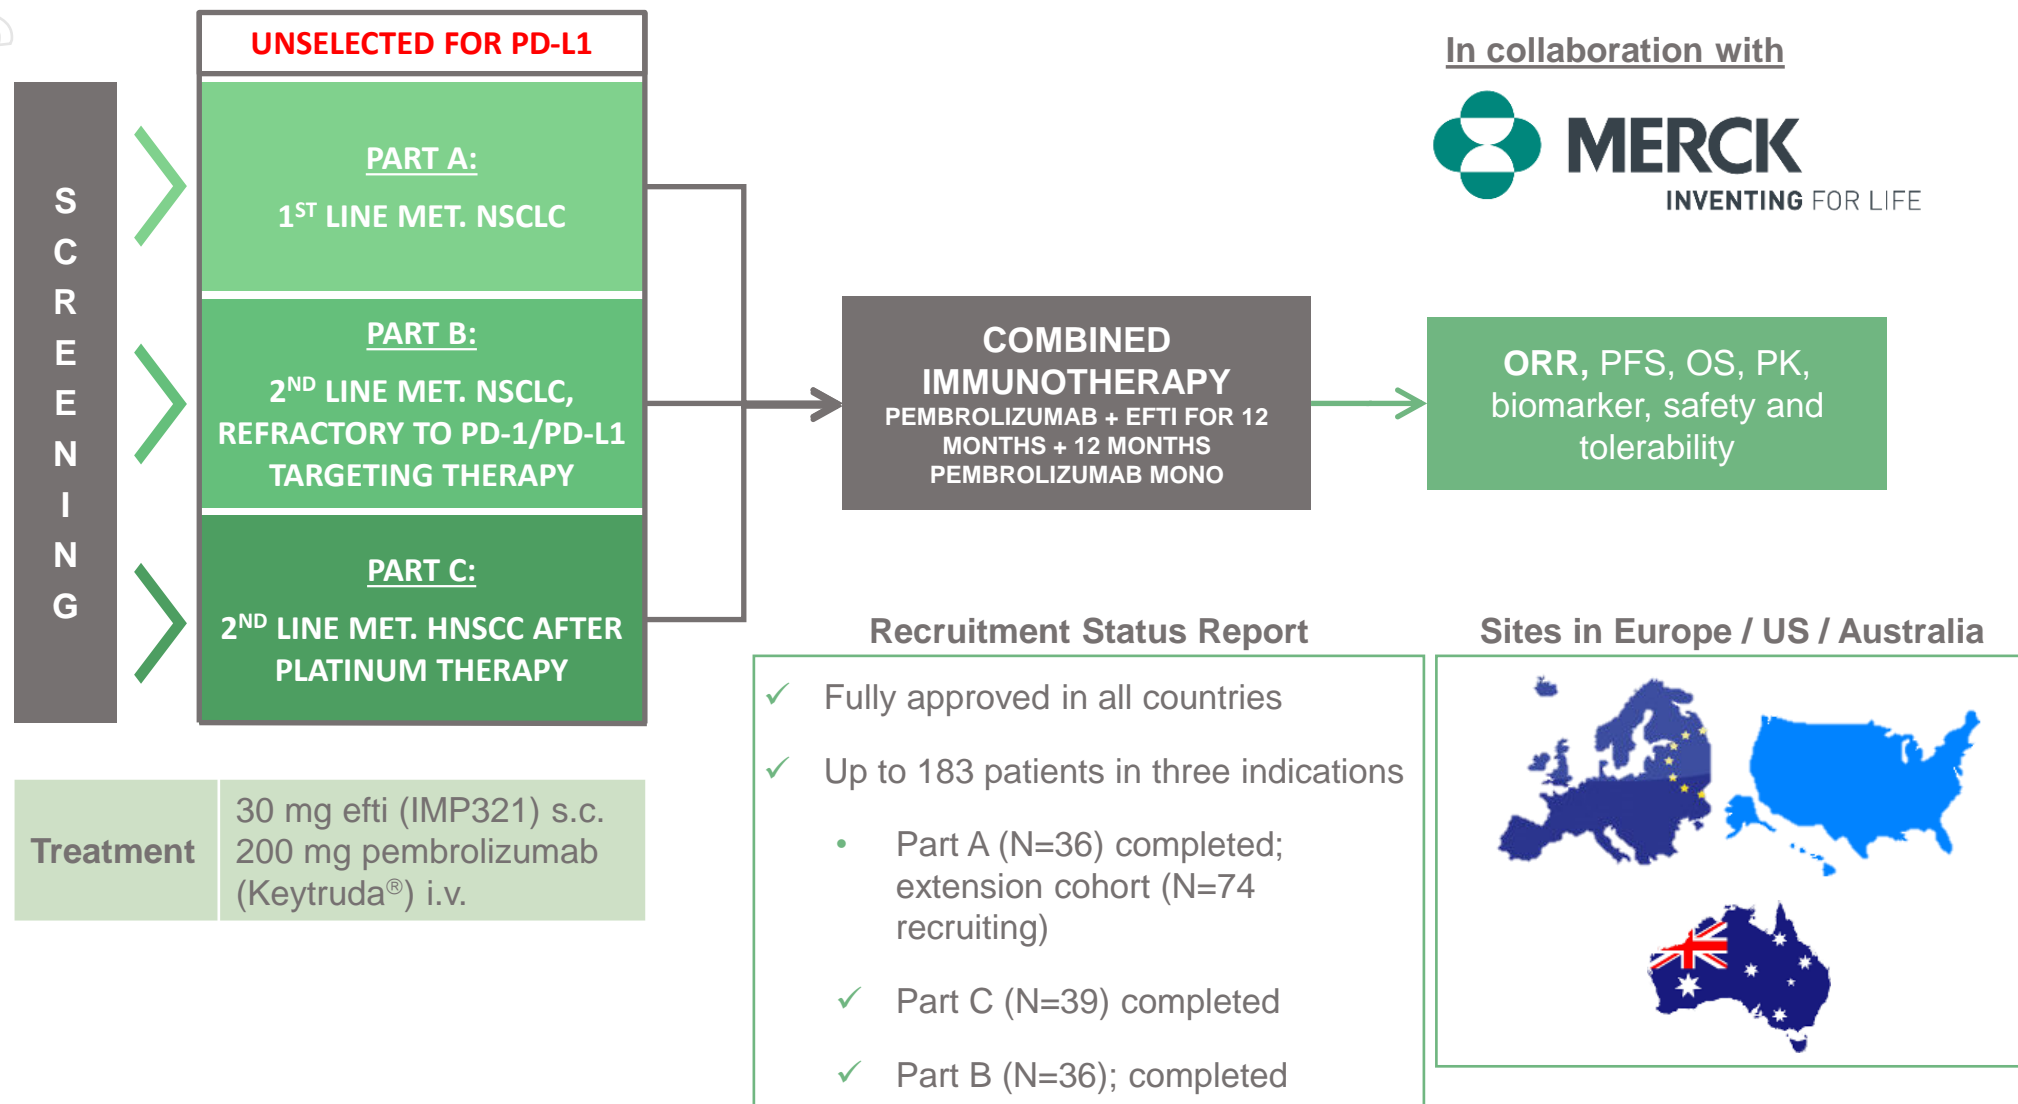 UNSELECTED FOR PD-L1
SCREENING
PART A:
1ST LINE MET. NSCLC
PART B:
2ND LINE MET. NSCLC,
REFRACTORY TO PD-1/PD-L1
TARGETING THERAPY
PART C:
2ND LINE MET. HNSCC AFTER
PLATINUM THERAPY
Treatment
30 mg efti (IMP321) s.c.
200 mg pembrolizumab
(Keytruda®) i.v.
COMBINED
IMMUNOTHERAPY
PEMBROLIZUMAB + EFTI FOR 12
MONTHS + 12 MONTHS
PEMBROLIZUMAB MONO
In collaboration with
MERCK
INVENTING FOR LIFE
ORR, PFS, OS, PK,
biomarker, safety and
tolerability
Recruitment Status Report
✓ Fully approved in all countries
✓ Up to 183 patients in three indications
• Part A (N=36) completed;
extension cohort (N=74
recruiting)
✓ Part C (N=39) completed
✓ Part B (N=36); completed
Sites in Europe / US / Australia